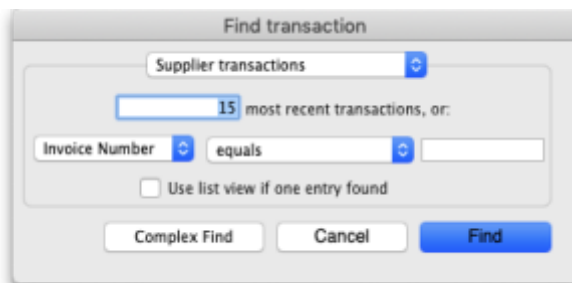 Find transaction
Supplier transactions
15 most recent transactions, or:
Invoice Number equals
Use list view if one entry found
Complex Find Cancel Find